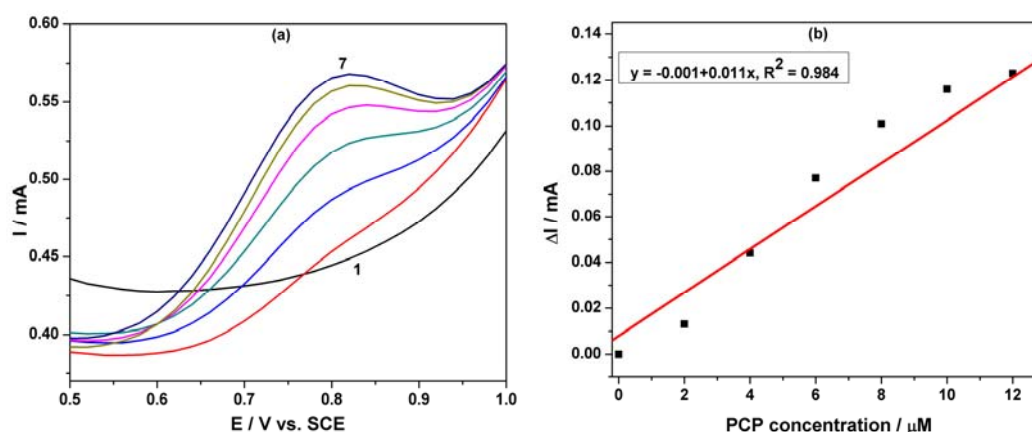 (a)
7
1
0.60
0.55
0.50
0.45
0.40
I / mA
0.5 0.6 0.7 0.8 0.9 1.0
E / V vs. SCE
(b)
y = -0.001+0.011x, R² = 0.984
0.14
0.12
0.10
0.08
0.06
0.04
0.02
0.00
ΔI / mA
0 2 4 6 8 10 12
PCP concentration / μM